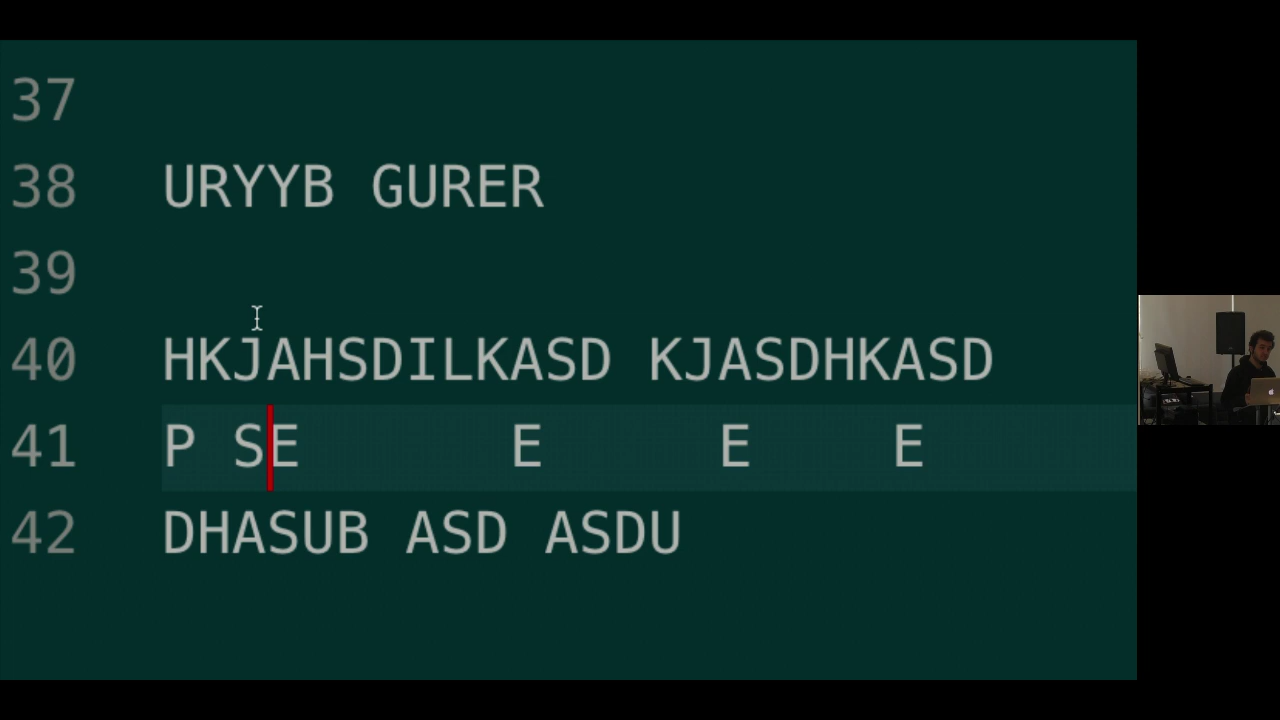 37
38 URYYB GURER
39
40 HKJAHSDILKASD KJASDHKASD
41 P SE      E     E    E
42 DHASUB ASD ASDU